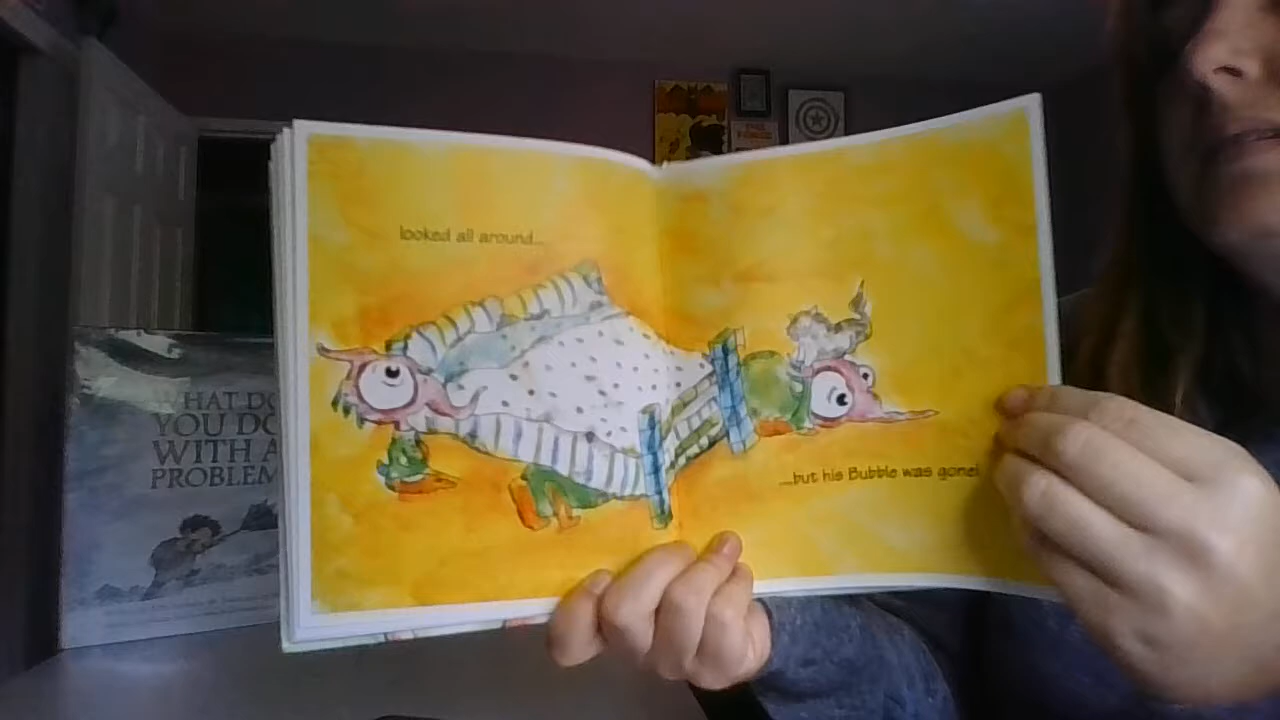 looked all around...
...but his Bubble was gone!
WHAT DO
YOU DO
WITH A
PROBLEM